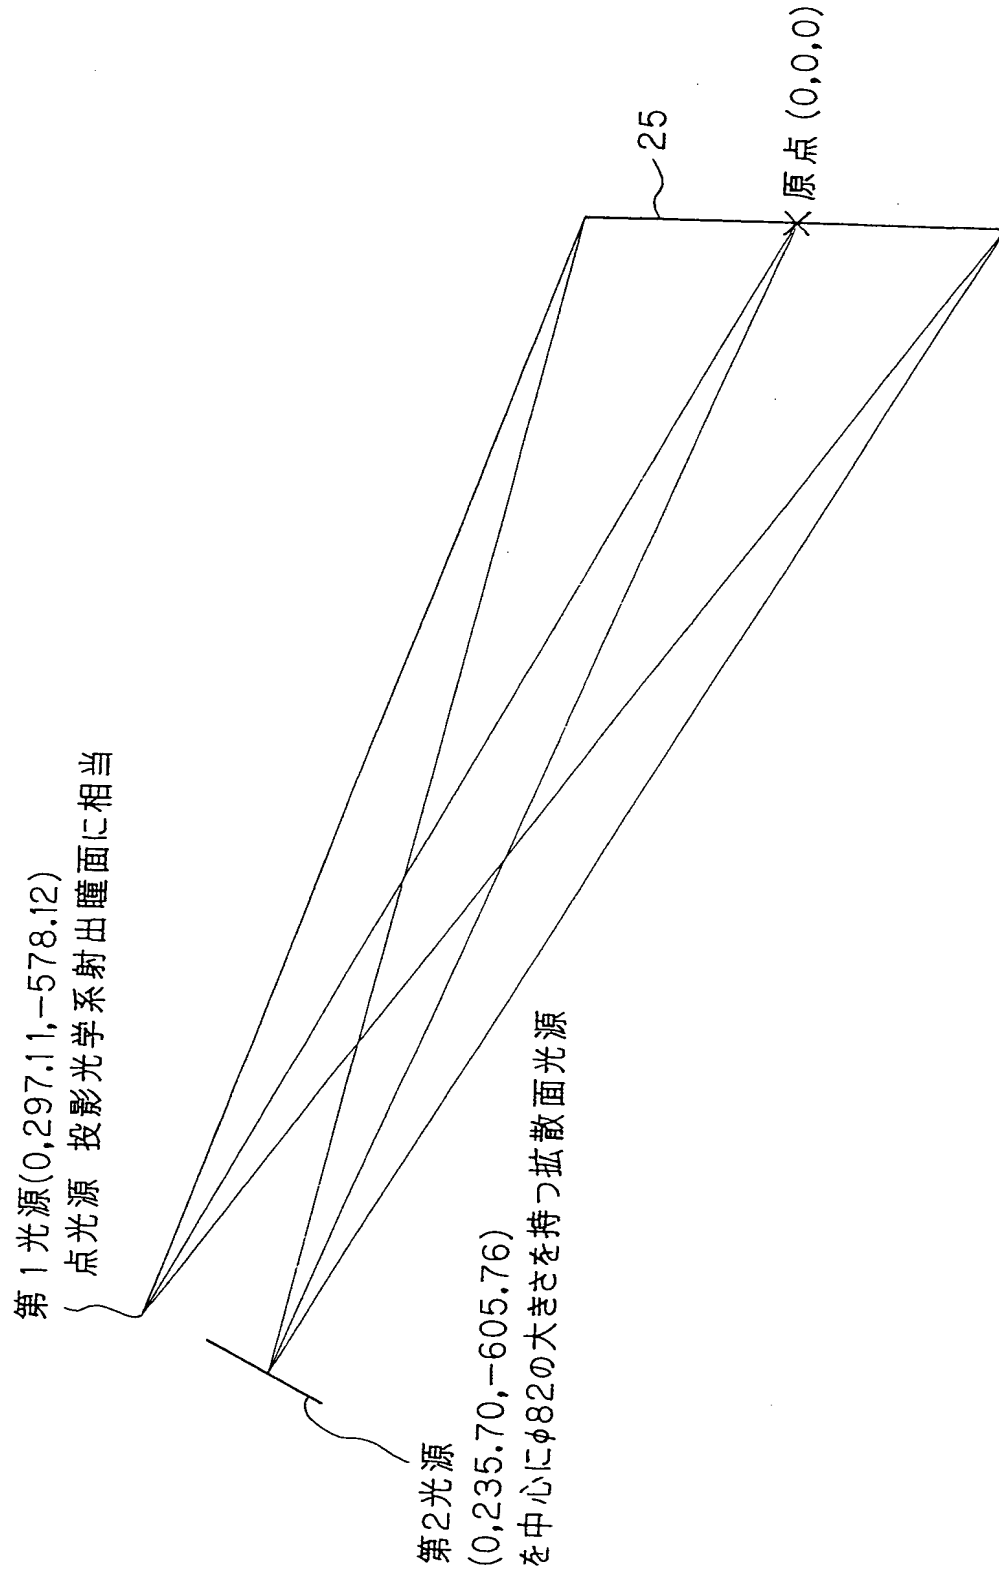 第1光源(0,297.11,-578.12)
点光源 投影光学系射出瞳面に相当
第2光源
(0,235.70,-605.76)
を中心にφ82の大きさを持つ拡散面光源
25
原点(0,0,0)